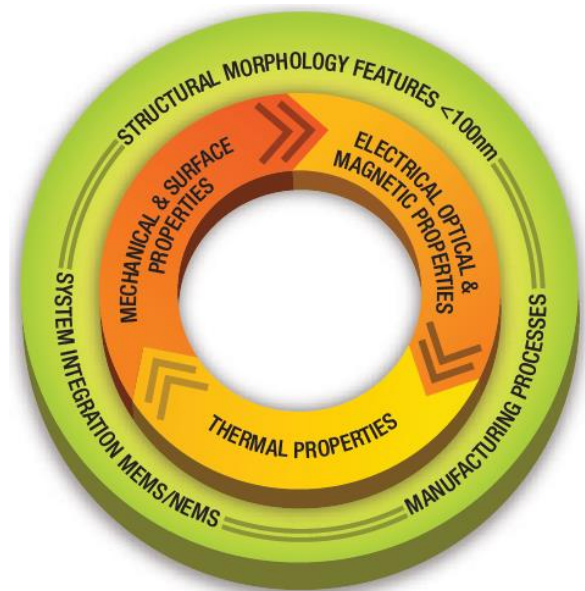 STRUCTURAL MORPHOLOGY FEATURES <100nm
MECHANICAL & SURFACE
PROPERTIES
ELECTRICAL OPTICAL &
MAGNETIC PROPERTIES
THERMAL PROPERTIES
SYSTEM INTEGRATION MEMS/NEMS
MANUFACTURING PROCESSES